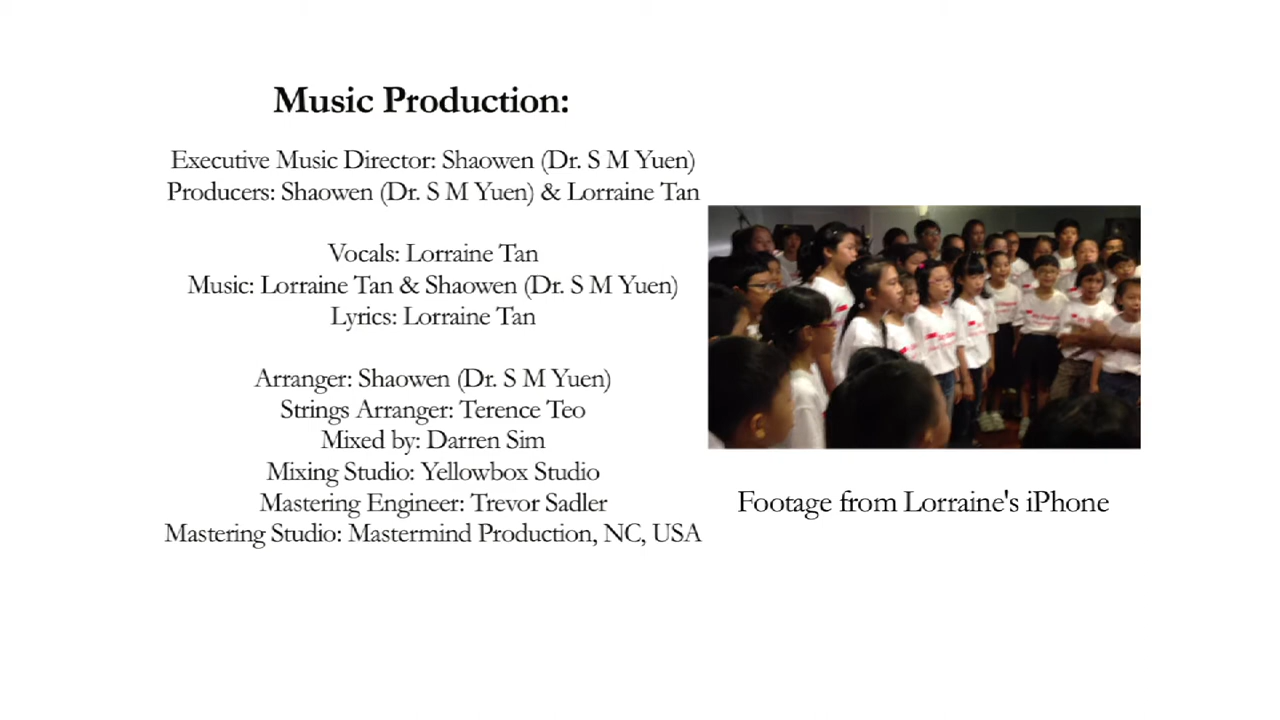 Music Production:
Executive Music Director: Shaowen (Dr. S M Yuen)
Producers: Shaowen (Dr. S M Yuen) & Lorraine Tan
Vocals: Lorraine Tan
Music: Lorraine Tan & Shaowen (Dr. S M Yuen)
Lyrics: Lorraine Tan
Arranger: Shaowen (Dr. S M Yuen)
Strings Arranger: Terence Teo
Mixed by: Darren Sim
Mixing Studio: Yellowbox Studio
Mastering Engineer: Trevor Sadler
Mastering Studio: Mastermind Production, NC, USA
Footage from Lorraine's iPhone